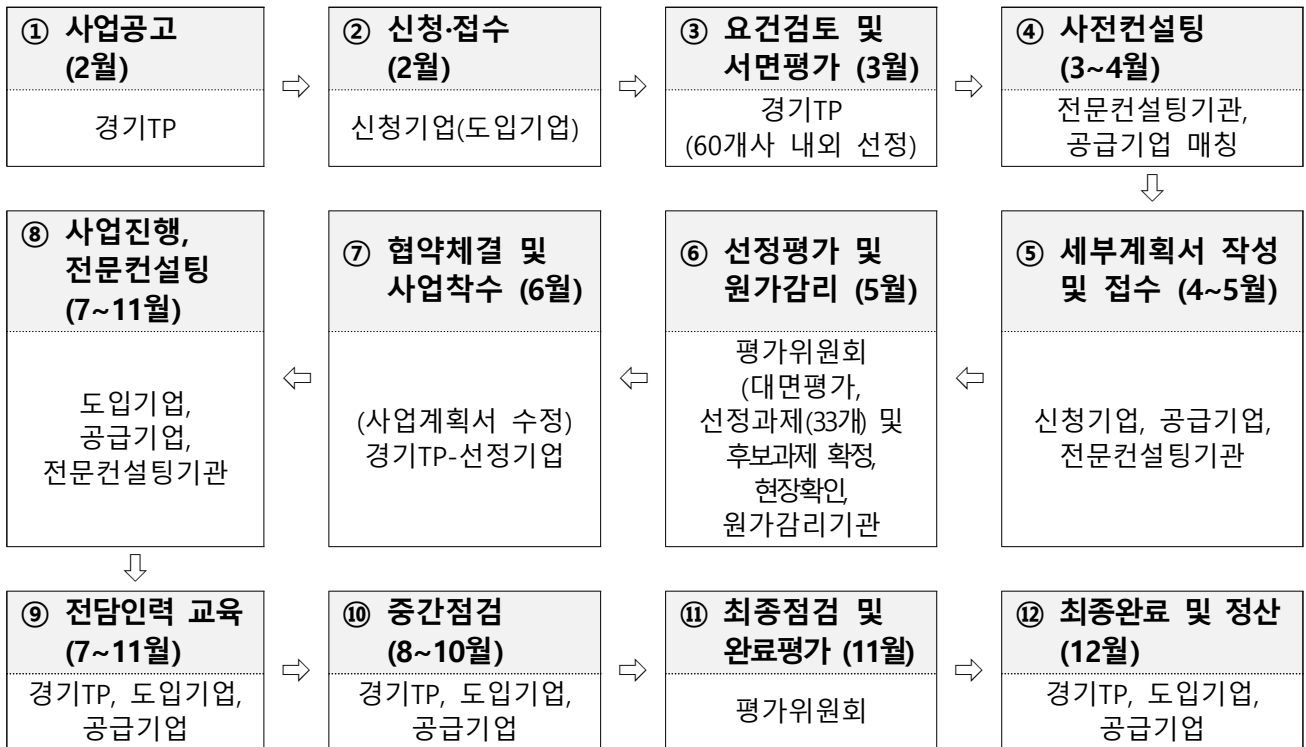 ① 사업공고
(2월)
경기TP
② 신청·접수
(2월)
신청기업(도입기업)
③ 요건검토 및
서면평가 (3월)
경기TP
(60개사 내외 선정)
④ 사전컨설팅
(3~4월)
전문컨설팅기관,
공급기업 매칭
⑤ 세부계획서 작성
및 접수 (4~5월)
신청기업, 공급기업,
전문컨설팅기관
⑥ 선정평가 및
원가감리 (5월)
평가위원회
(대면평가,
선정과제(33개) 및
후보과제 확정,
현장확인,
원가감리기관
⑦ 협약체결 및
사업착수 (6월)
(사업계획서 수정)
경기TP-선정기업
⑧ 사업진행,
전문컨설팅
(7~11월)
도입기업,
공급기업,
전문컨설팅기관
⑨ 전담인력 교육
(7~11월)
경기TP, 도입기업,
공급기업
⑩ 중간점검
(8~10월)
경기TP, 도입기업,
공급기업
⑪ 최종점검 및
완료평가 (11월)
평가위원회
⑫ 최종완료 및 정산
(12월)
경기TP, 도입기업,
공급기업